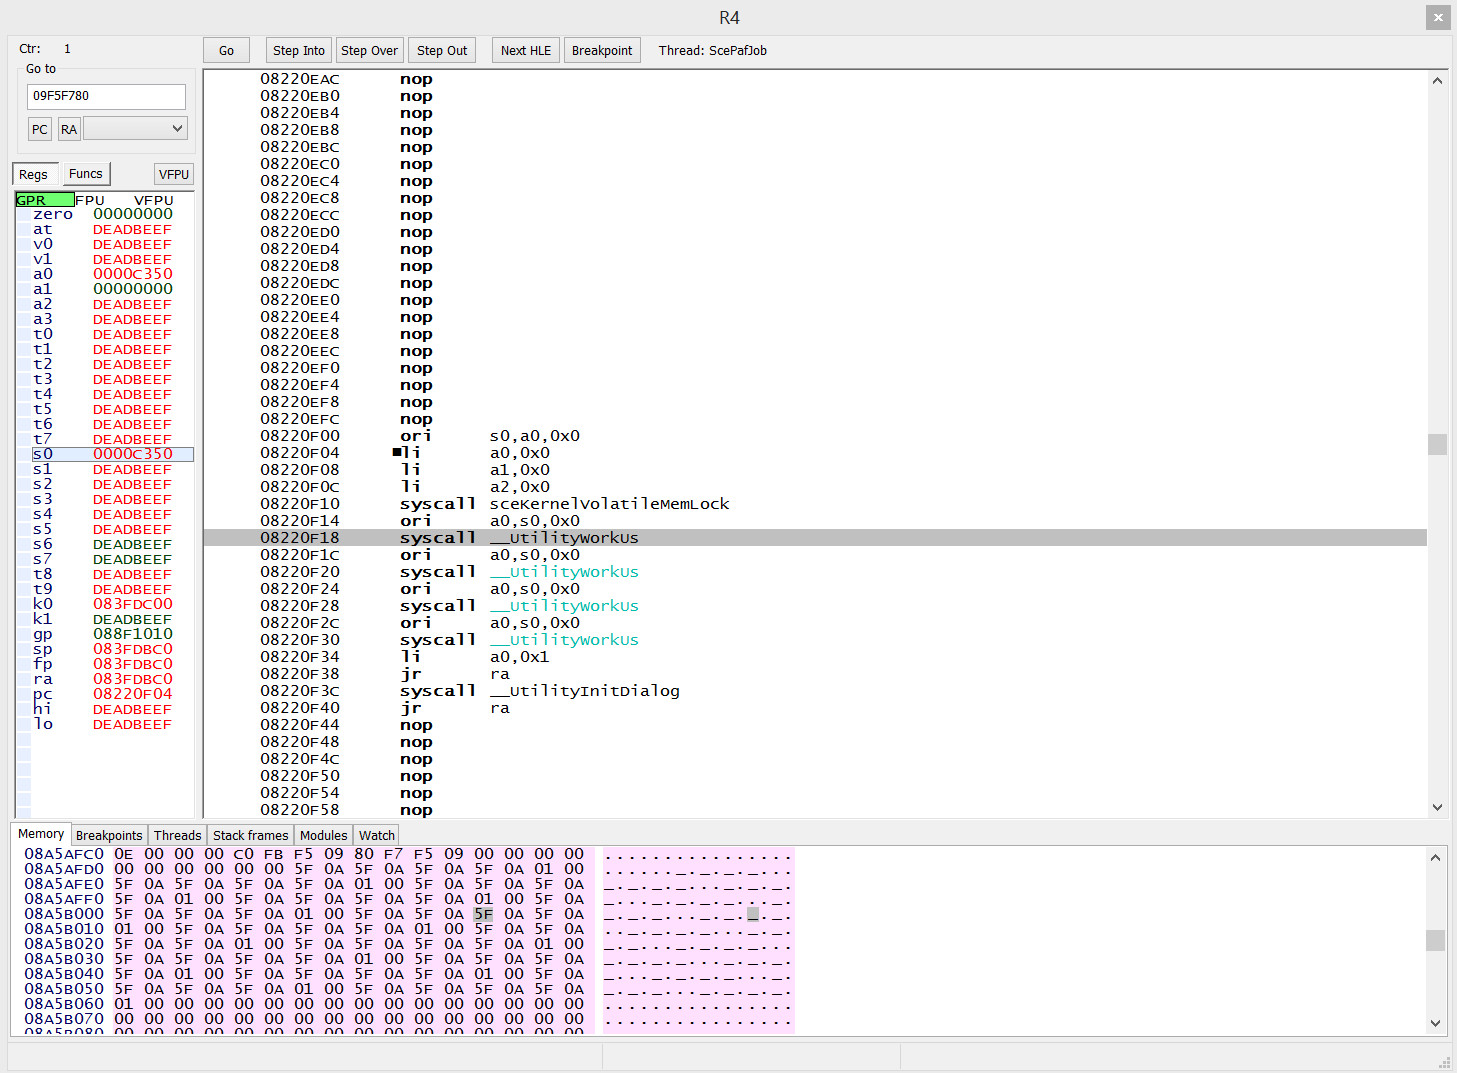 R4
Ctr: 1
Go Step Into Step Over Step Out Next HLE Breakpoint Thread: ScePafJob
Go to
09F5F780
PC RA
Regs Funcs VFPU
GPR FPU VFPU
zero 00000000
at DEADBEEF
v0 DEADBEEF
v1 DEADBEEF
a0 0000C350
a1 00000000
a2 DEADBEEF
a3 DEADBEEF
t0 DEADBEEF
t1 DEADBEEF
t2 DEADBEEF
t3 DEADBEEF
t4 DEADBEEF
t5 DEADBEEF
t6 DEADBEEF
t7 DEADBEEF
s0 0000C350
s1 DEADBEEF
s2 DEADBEEF
s3 DEADBEEF
s4 DEADBEEF
s5 DEADBEEF
s6 DEADBEEF
s7 DEADBEEF
t8 DEADBEEF
t9 DEADBEEF
k0 083FDC00
k1 DEADBEEF
gp 088F1010
sp 083FDBC0
fp 083FDBC0
ra 083FDBC0
pc 08220F04
hi DEADBEEF
lo DEADBEEF
08220EAC nop
08220EB0 nop
08220EB4 nop
08220EB8 nop
08220EBC nop
08220EC0 nop
08220EC4 nop
08220EC8 nop
08220ECC nop
08220ED0 nop
08220ED4 nop
08220ED8 nop
08220EDC nop
08220EE0 nop
08220EE4 nop
08220EE8 nop
08220EEC nop
08220EF0 nop
08220EF4 nop
08220EF8 nop
08220EFC nop
08220F00 ori s0,a0,0x0
08220F04 ■li a0,0x0
08220F08 li a1,0x0
08220F0C li a2,0x0
08220F10 syscall sceKernelVolatileMemLock
08220F14 ori a0,s0,0x0
08220F18 syscall __UtilityWorkUs
08220F1C ori a0,s0,0x0
08220F20 syscall __UtilityWorkUs
08220F24 ori a0,s0,0x0
08220F28 syscall __UtilityWorkUs
08220F2C ori a0,s0,0x0
08220F30 syscall __UtilityWorkUs
08220F34 li a0,0x1
08220F38 jr ra
08220F3C syscall __UtilityInitDialog
08220F40 jr ra
08220F44 nop
08220F48 nop
08220F4C nop
08220F50 nop
08220F54 nop
08220F58 nop
Memory Breakpoints Threads Stack frames Modules Watch
08A5AFC0 0E 00 00 00 C0 FB F5 09 80 F7 F5 09 00 00 00 00 ................
08A5AFD0 00 00 00 00 00 00 5F 0A 5F 0A 5F 0A 5F 0A 01 00 ......_._._._...
08A5AFE0 5F 0A 5F 0A 5F 0A 5F 0A 01 00 5F 0A 5F 0A 5F 0A _._._._..._._._.
08A5AFF0 5F 0A 01 00 5F 0A 5F 0A 5F 0A 5F 0A 01 00 5F 0A _..._._._._..._.
08A5B000 5F 0A 5F 0A 5F 0A 01 00 5F 0A 5F 0A 5F 0A 5F 0A _._._..._._._._.
08A5B010 01 00 5F 0A 5F 0A 5F 0A 5F 0A 01 00 5F 0A 5F 0A .._._._._..._._.
08A5B020 5F 0A 5F 0A 01 00 5F 0A 5F 0A 5F 0A 5F 0A 01 00 _._..._._._._...
08A5B030 5F 0A 5F 0A 5F 0A 5F 0A 01 00 5F 0A 5F 0A 5F 0A _._._._..._._._.
08A5B040 5F 0A 01 00 5F 0A 5F 0A 5F 0A 5F 0A 01 00 5F 0A _..._._._._..._.
08A5B050 5F 0A 5F 0A 5F 0A 01 00 5F 0A 5F 0A 5F 0A 5F 0A _._._..._._._._.
08A5B060 01 00 00 00 00 00 00 00 00 00 00 00 00 00 00 00 ................
08A5B070 00 00 00 00 00 00 00 00 00 00 00 00 00 00 00 00 ................
08A5B080 00 00 00 00 00 00 00 00 00 00 00 00 00 00 00 00